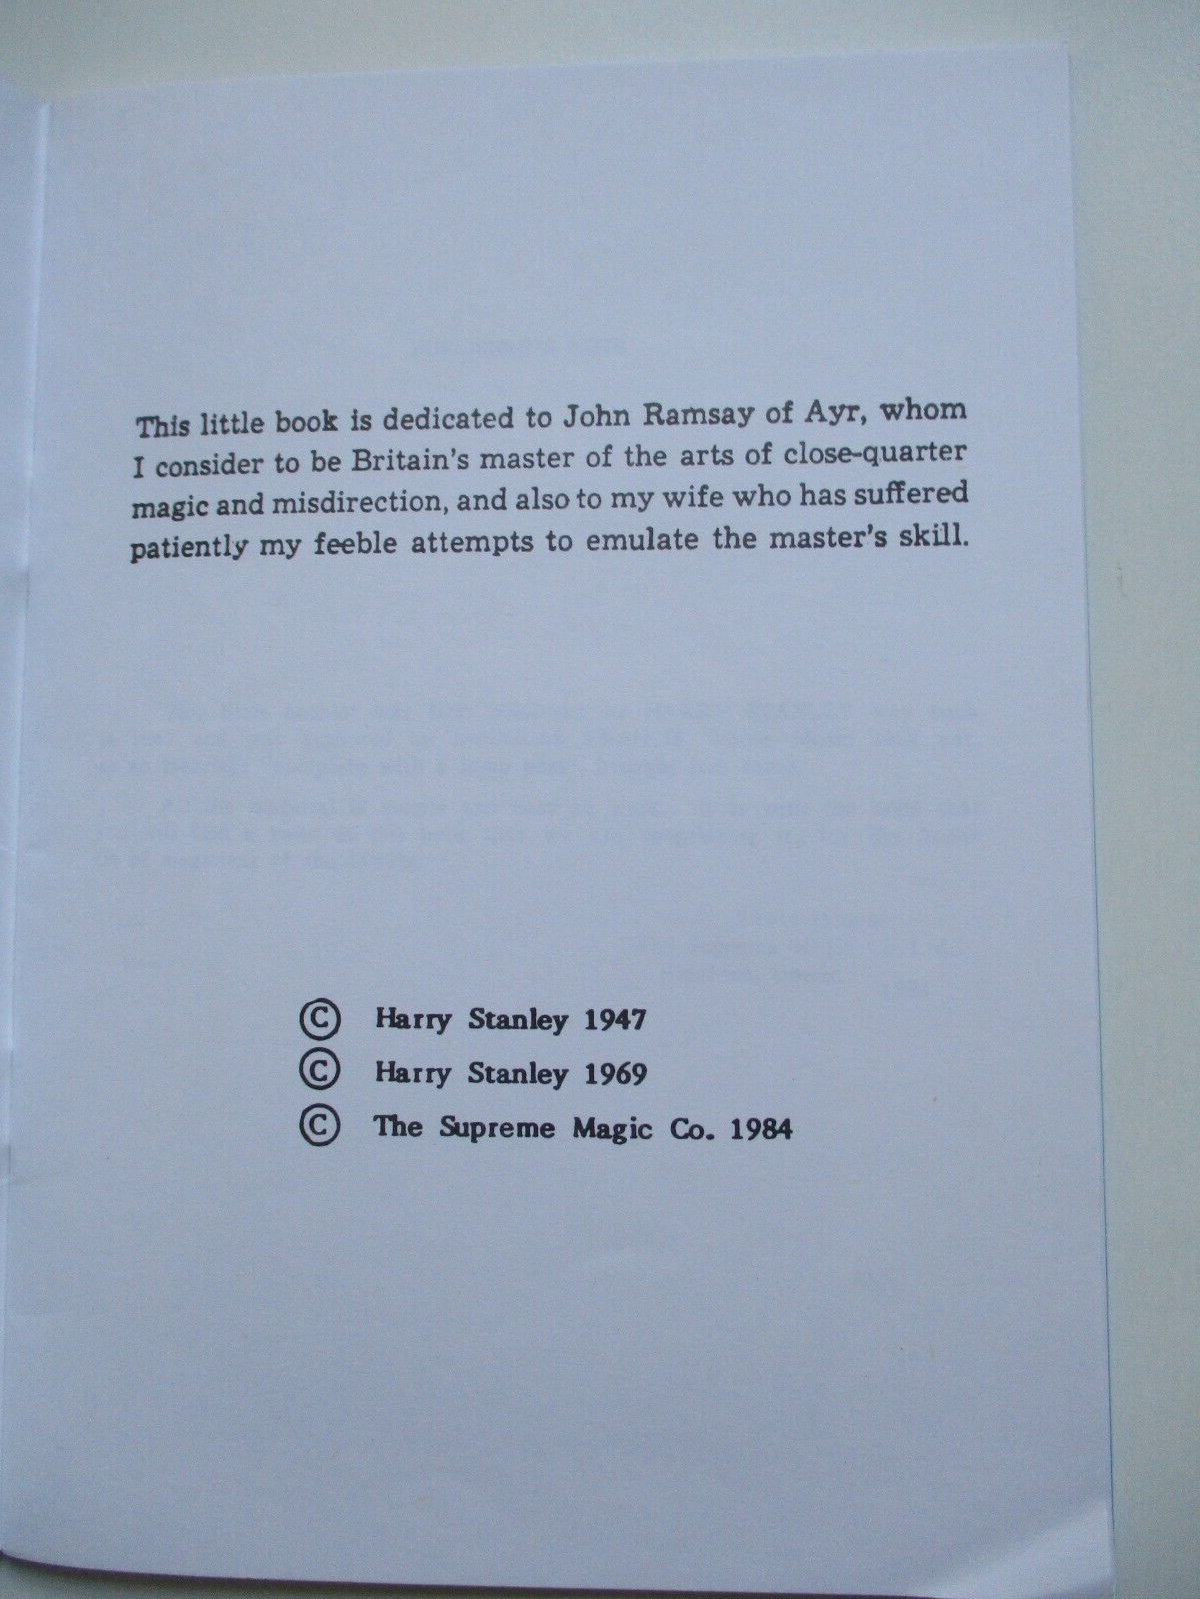 This little book is dedicated to John Ramsay of Ayr, whom
I consider to be Britain's master of the arts of close-quarter
magic and misdirection, and also to my wife who has suffered
patiently my feeble attempts to emulate the master's skill.
© Harry Stanley 1947
© Harry Stanley 1969
© The Supreme Magic Co. 1984